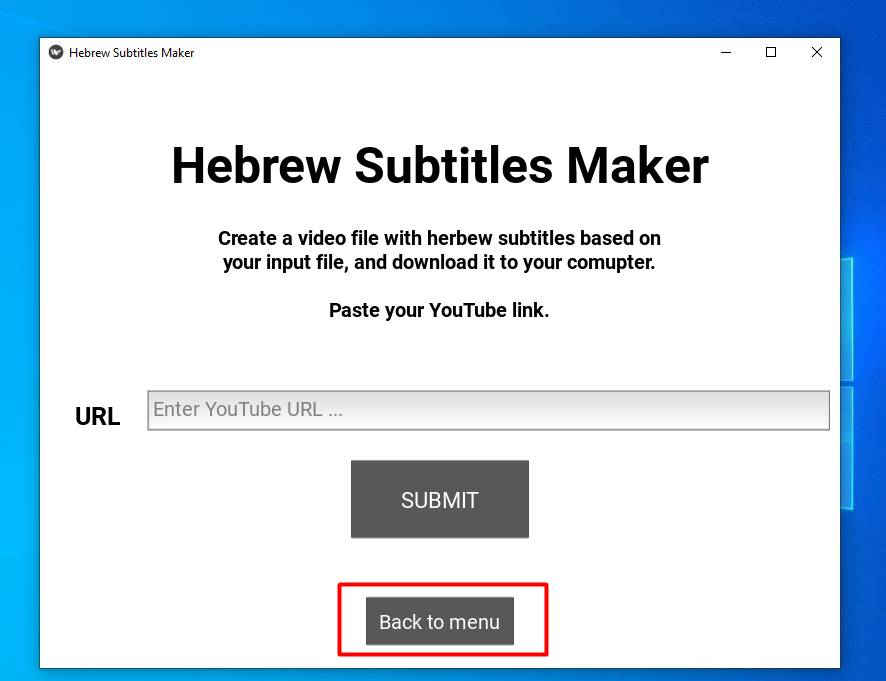 Hebrew Subtitles Maker
Hebrew Subtitles Maker
Create a video file with herbew subtitles based on
your input file, and download it to your comupter.
Paste your YouTube link.
URL
Enter YouTube URL ...
SUBMIT
Back to menu